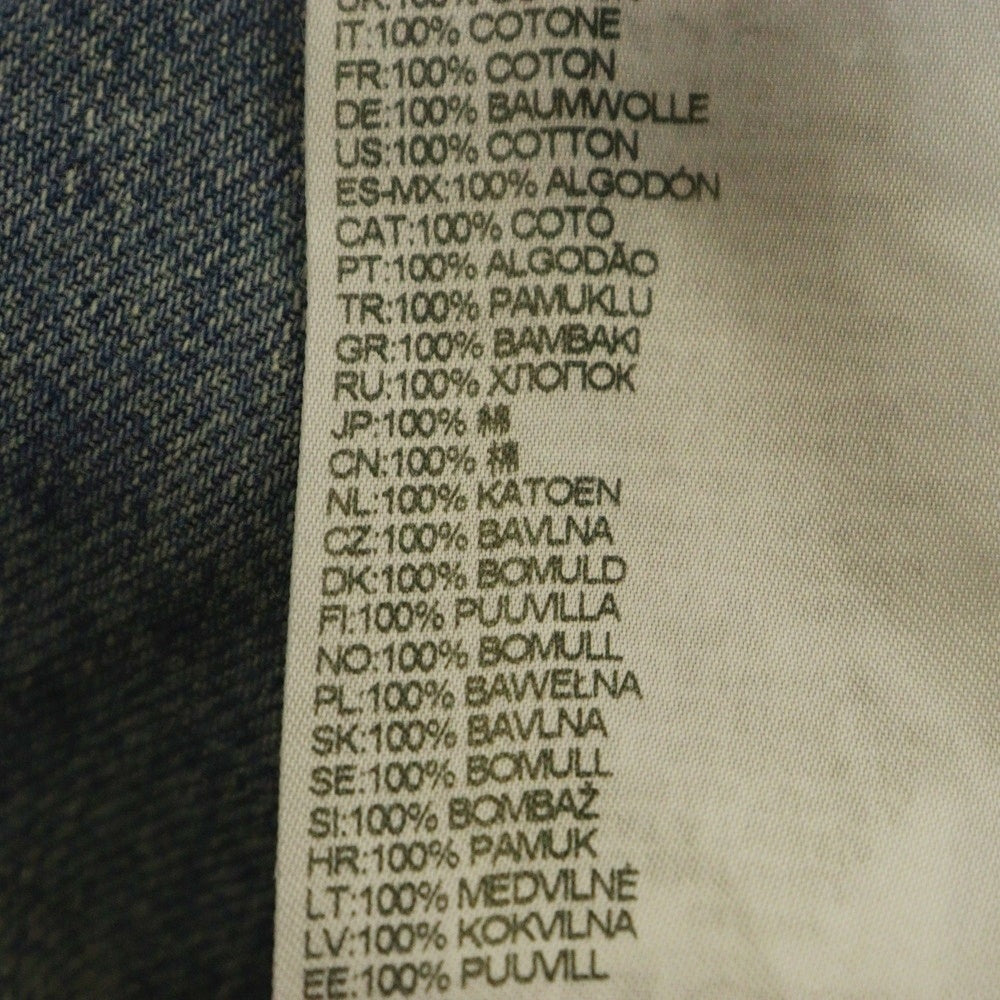 IT:100% COTONE
FR:100% COTON
DE:100% BAUMWOLLE
US:100% COTTON
ES-MX:100% ALGODÓN
CAT:100% COTÓ
PT:100% ALGODÃO
TR:100% PAMUKLU
GR:100% BAMBAKI
RU:100% ХЛОПОК
JP:100% 綿
CN:100% 棉
NL:100% KATOEN
CZ:100% BAVLNA
DK:100% BOMULD
FI:100% PUUVILLA
NO:100% BOMULL
PL:100% BAWEŁNA
SK:100% BAVLNA
SE:100% BOMULL
SI:100% BOMBAŽ
HR:100% PAMUK
LT:100% MEDVILNĖ
LV:100% KOKVILNA
EE:100% PUUVILL